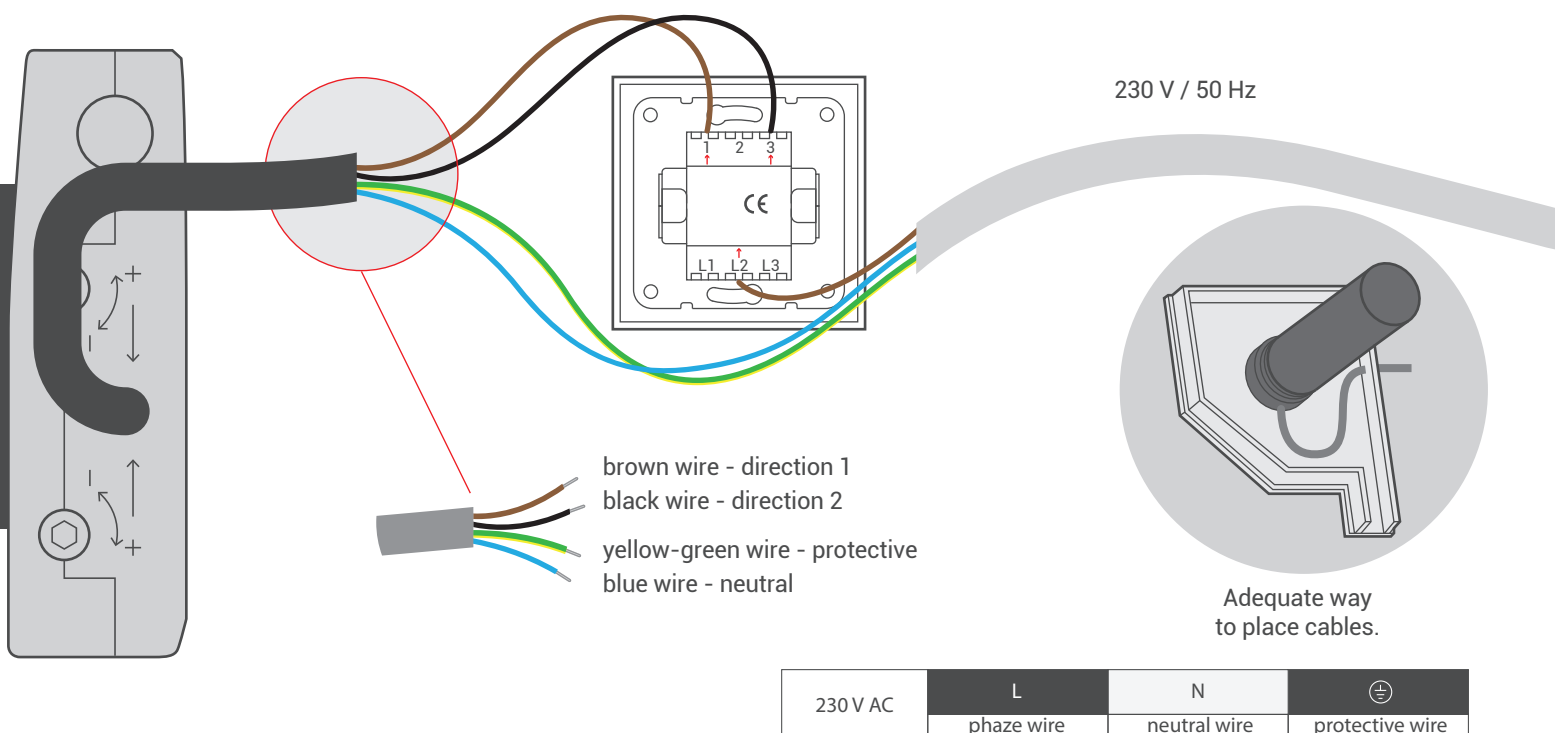 230 V / 50 Hz
1 2 3
CE
L1 L2 L3
+
–
–
+
brown wire - direction 1
black wire - direction 2
yellow-green wire - protective
blue wire - neutral
Adequate way
to place cables.
230 V AC
L N
phaze wire neutral wire protective wire